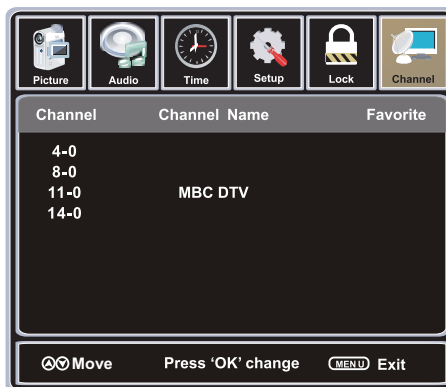 Picture Audio Time Setup Lock Channel
Channel Channel Name Favorite
4-0
8-0
11-0 MBC DTV
14-0
Move Press ‘OK’ change MENU Exit